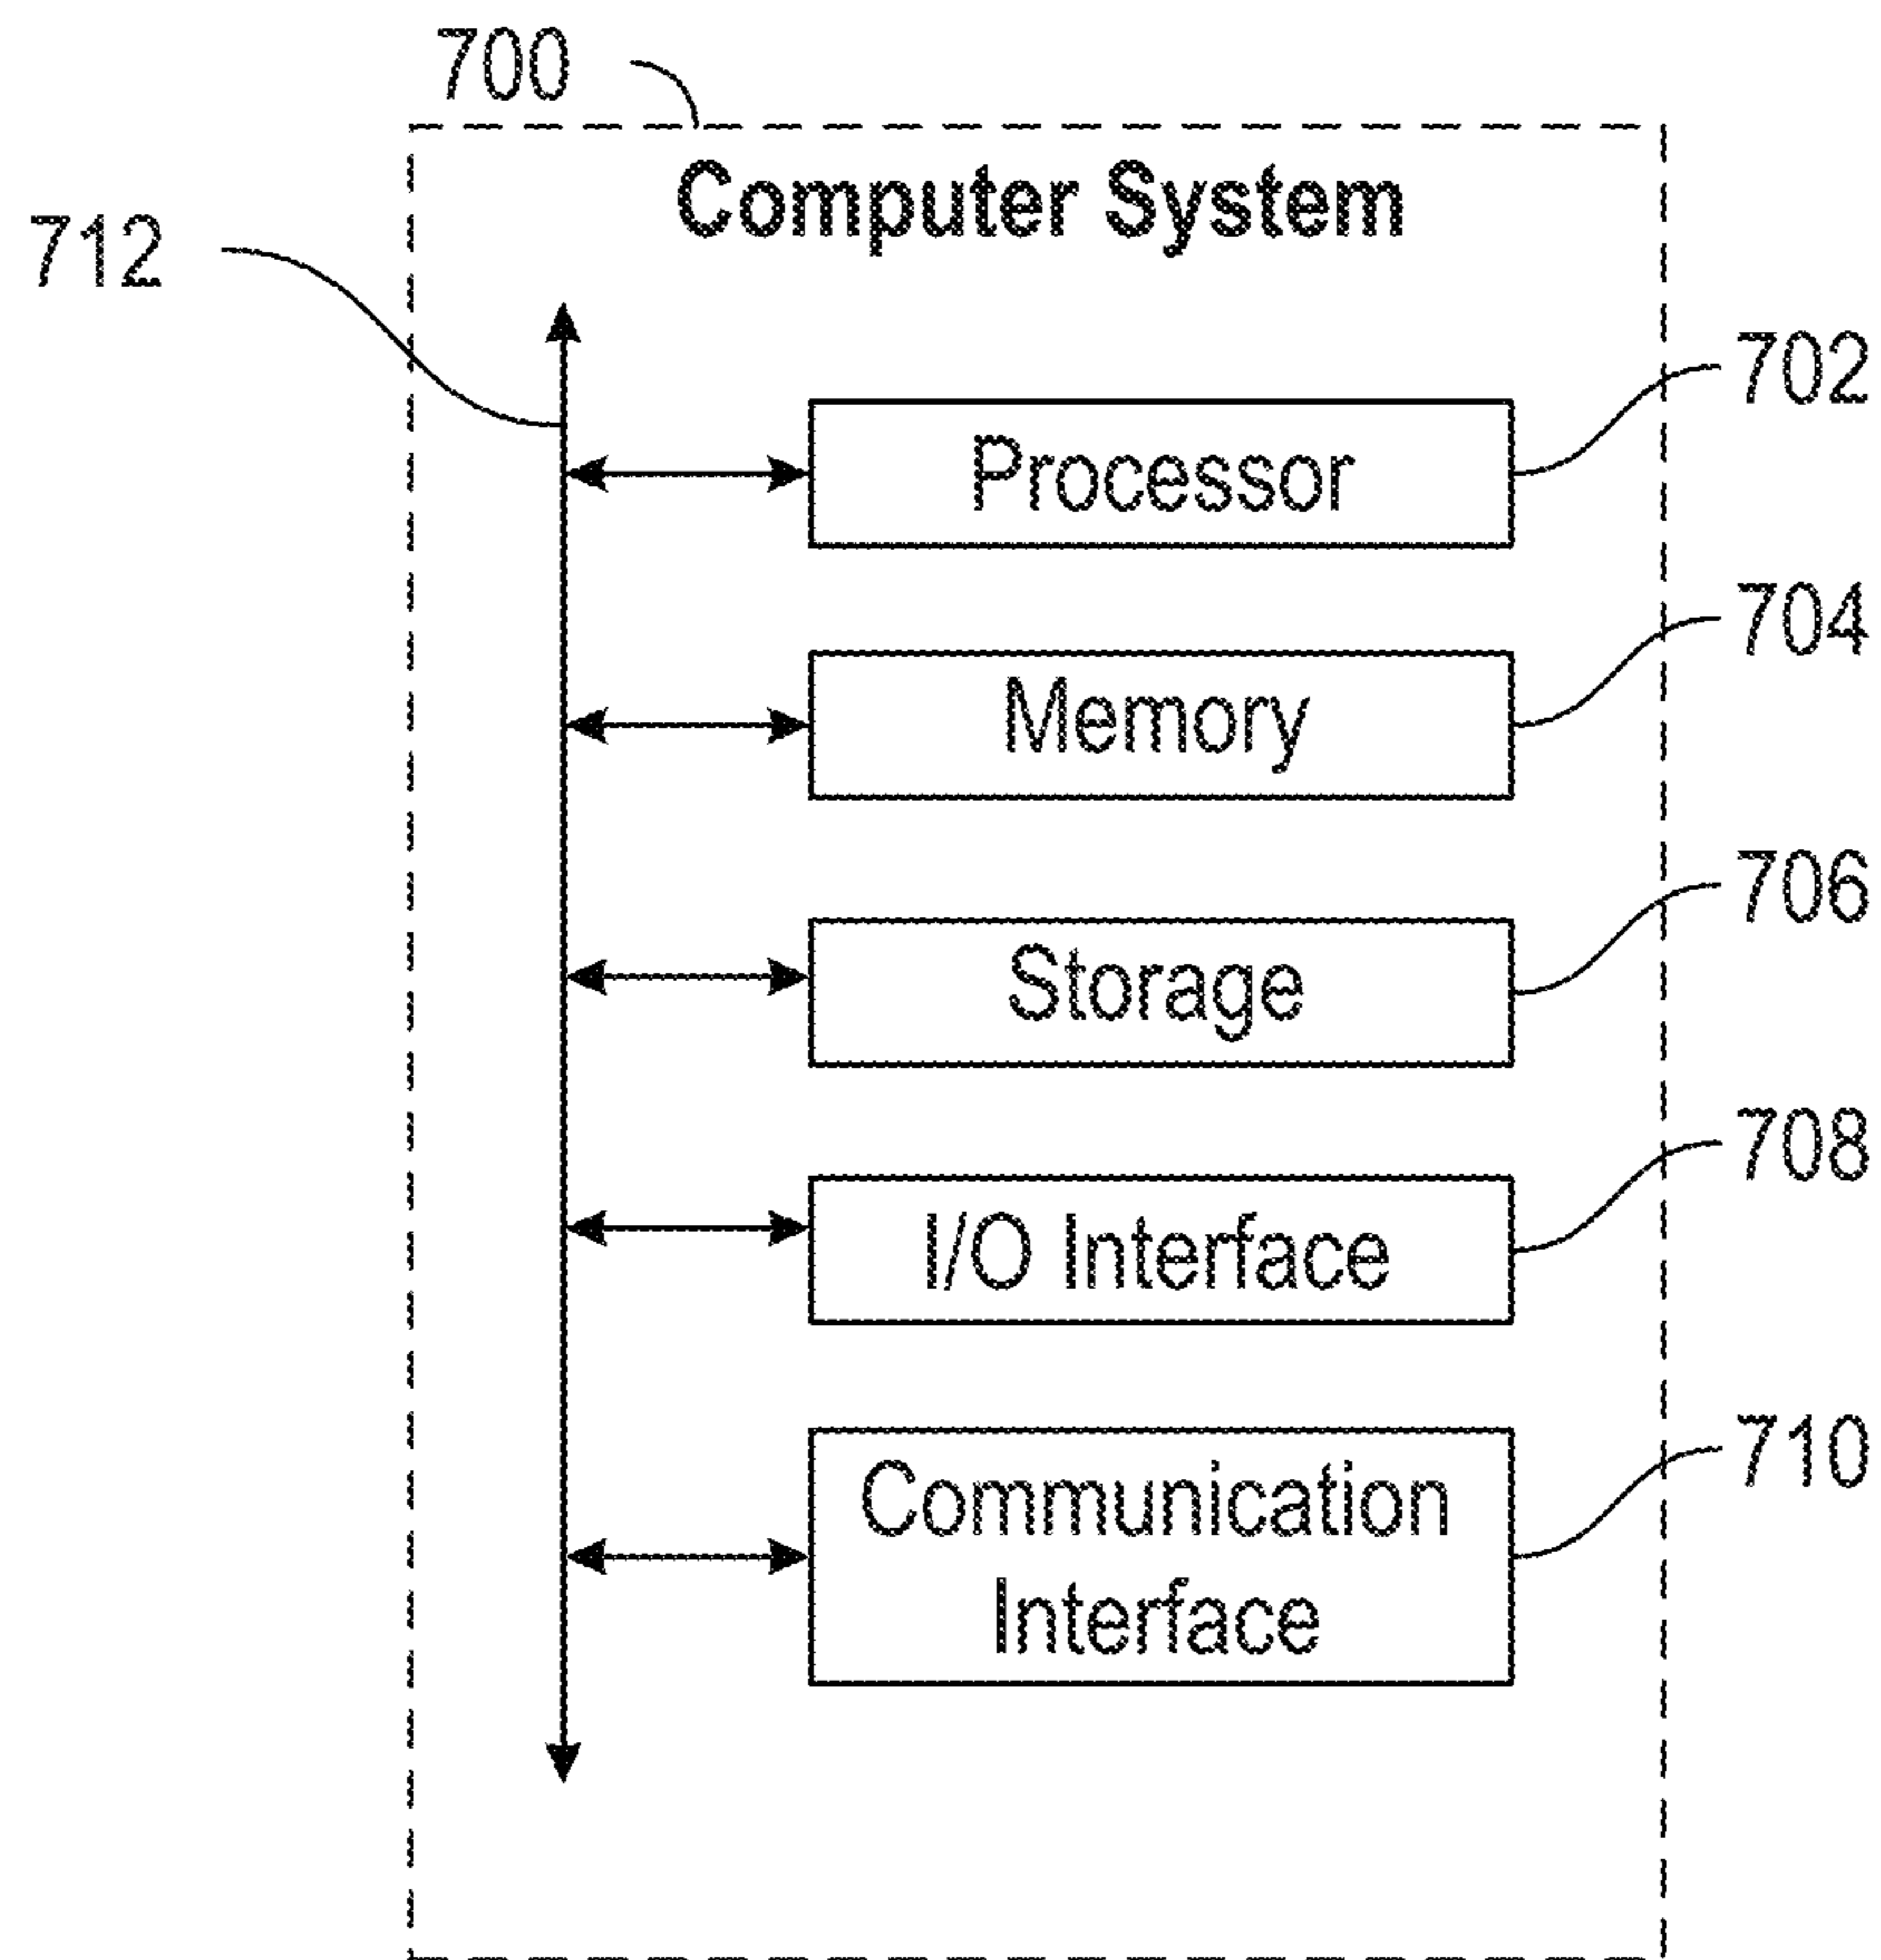 700
Computer System
712
702
Processor
704
Memory
706
Storage
708
I/O Interface
710
Communication
Interface